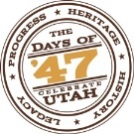 PROGRESS • HERITAGE • HISTORY • LEGACY •
THE
DAYS OF
'47
CELEBRATE
UTAH